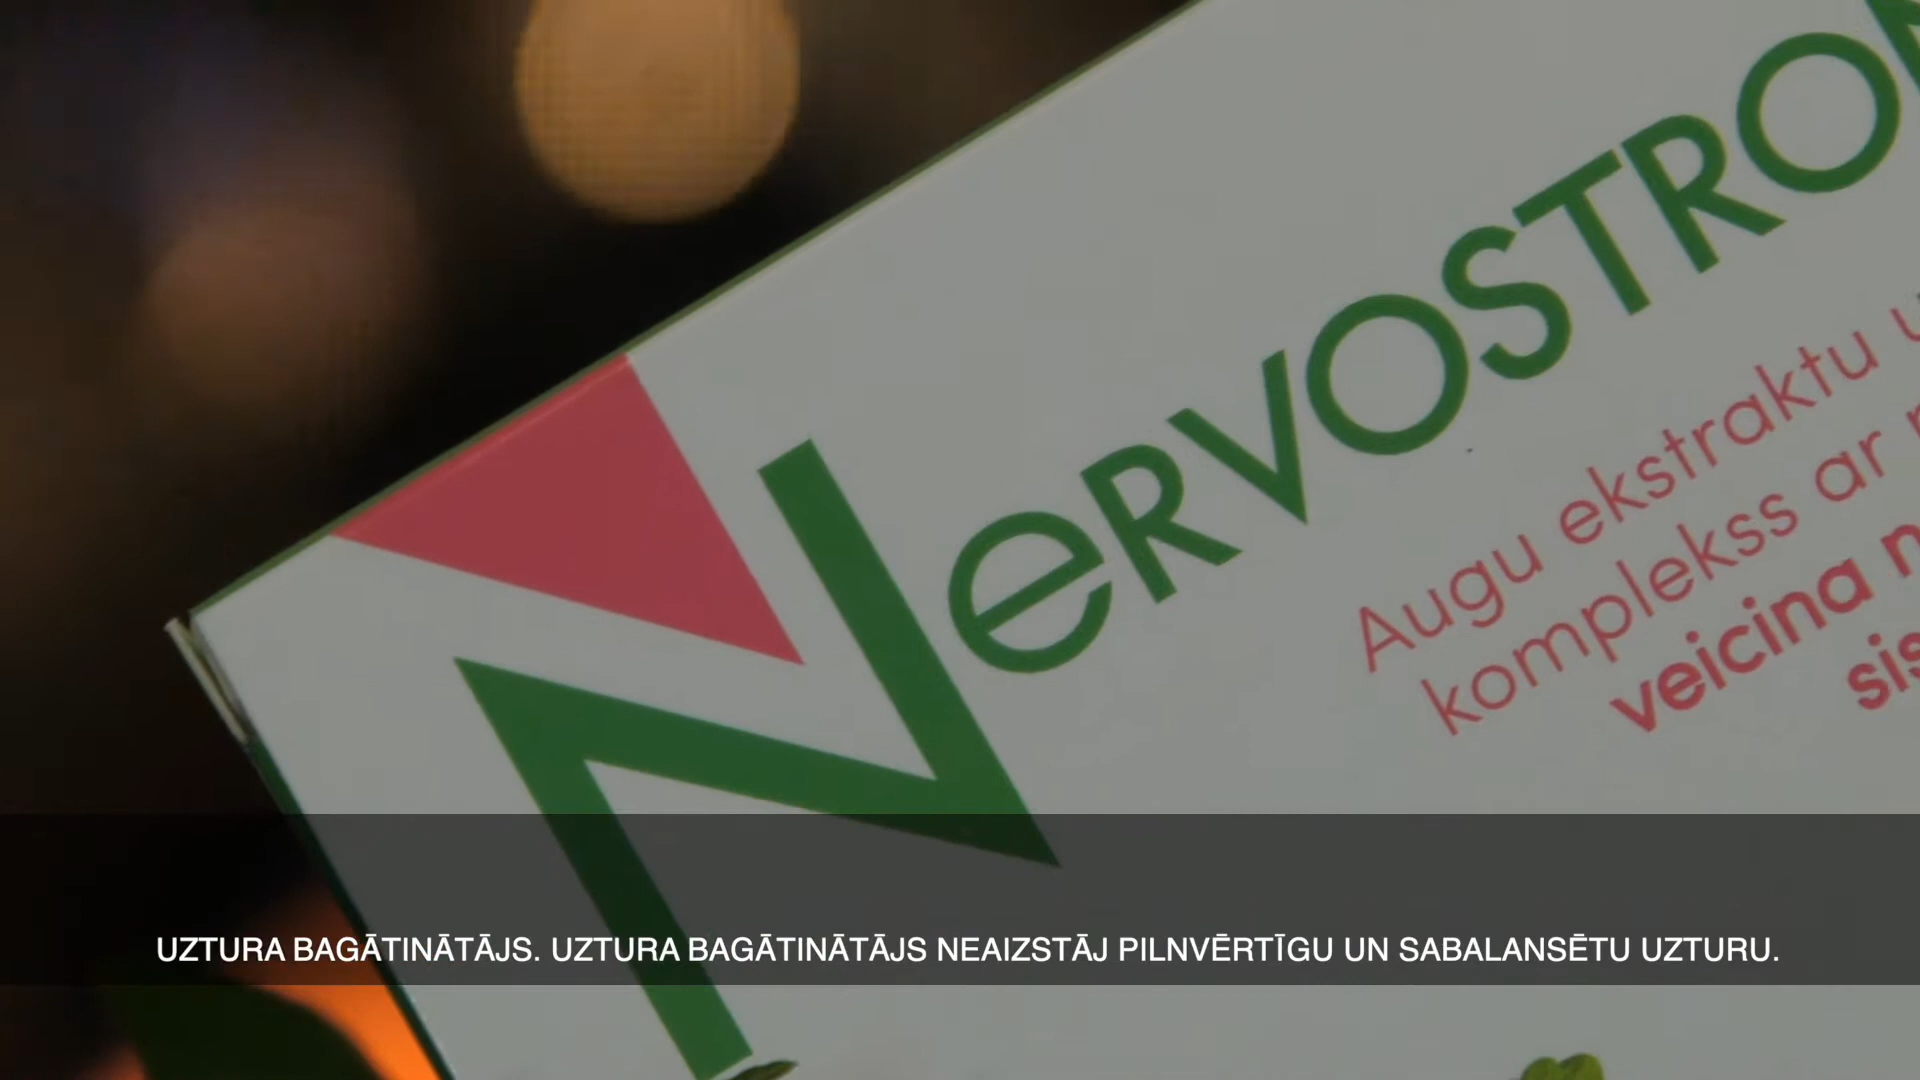 NeRVOSTRO
Augu ekstraktu
komplekss ar
veicina
UZTURA BAGĀTINĀTĀJS. UZTURA BAGĀTINĀTĀJS NEAIZSTĀJ PILNVĒRTĪGU UN SABALANSĒTU UZTURU.